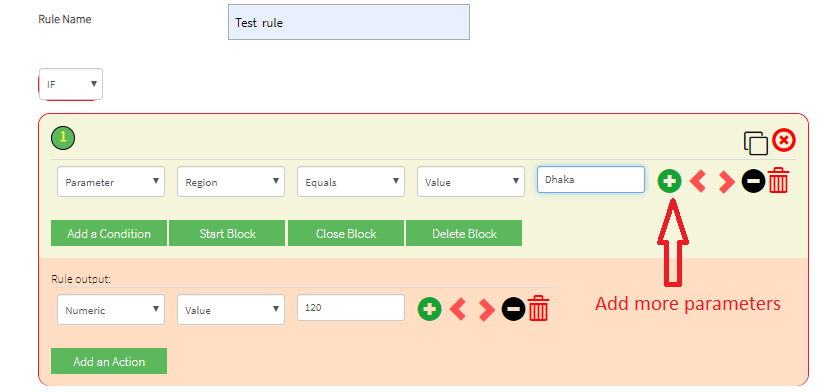 Rule Name
Test rule
IF
1
Parameter Region Equals Value Dhaka
Add a Condition Start Block Close Block Delete Block
Rule output:
Numeric Value 120
Add more parameters
Add an Action